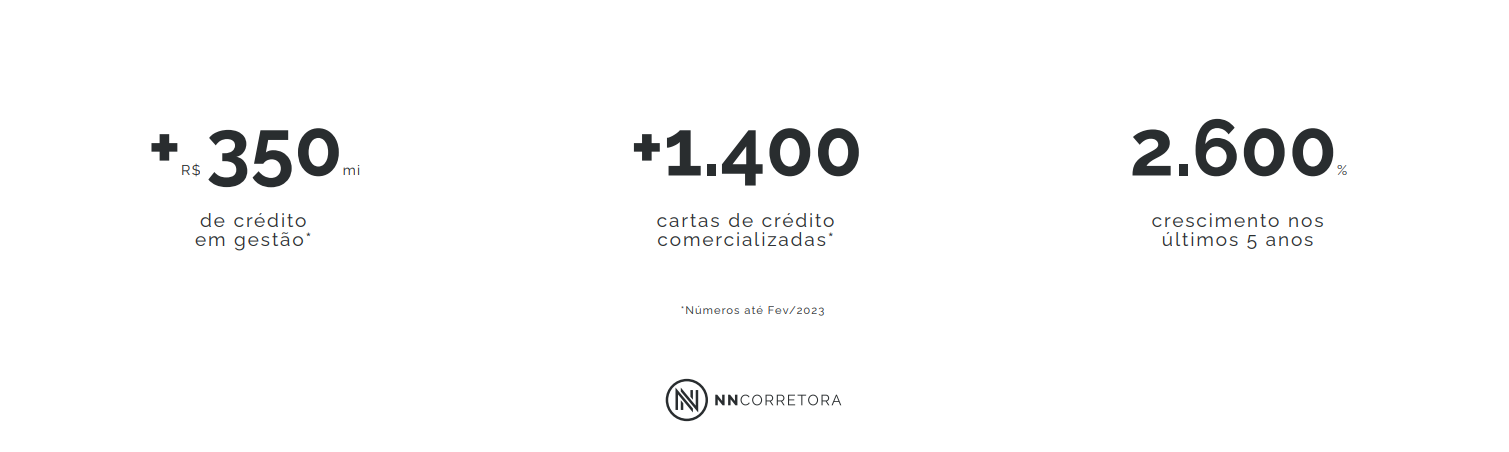 + R$ 350 mi
de crédito
em gestão*
+1.400
cartas de crédito
comercializadas*
2.600 %
crescimento nos
últimos 5 anos
*Números até Fev/2023
NNCORRETORA